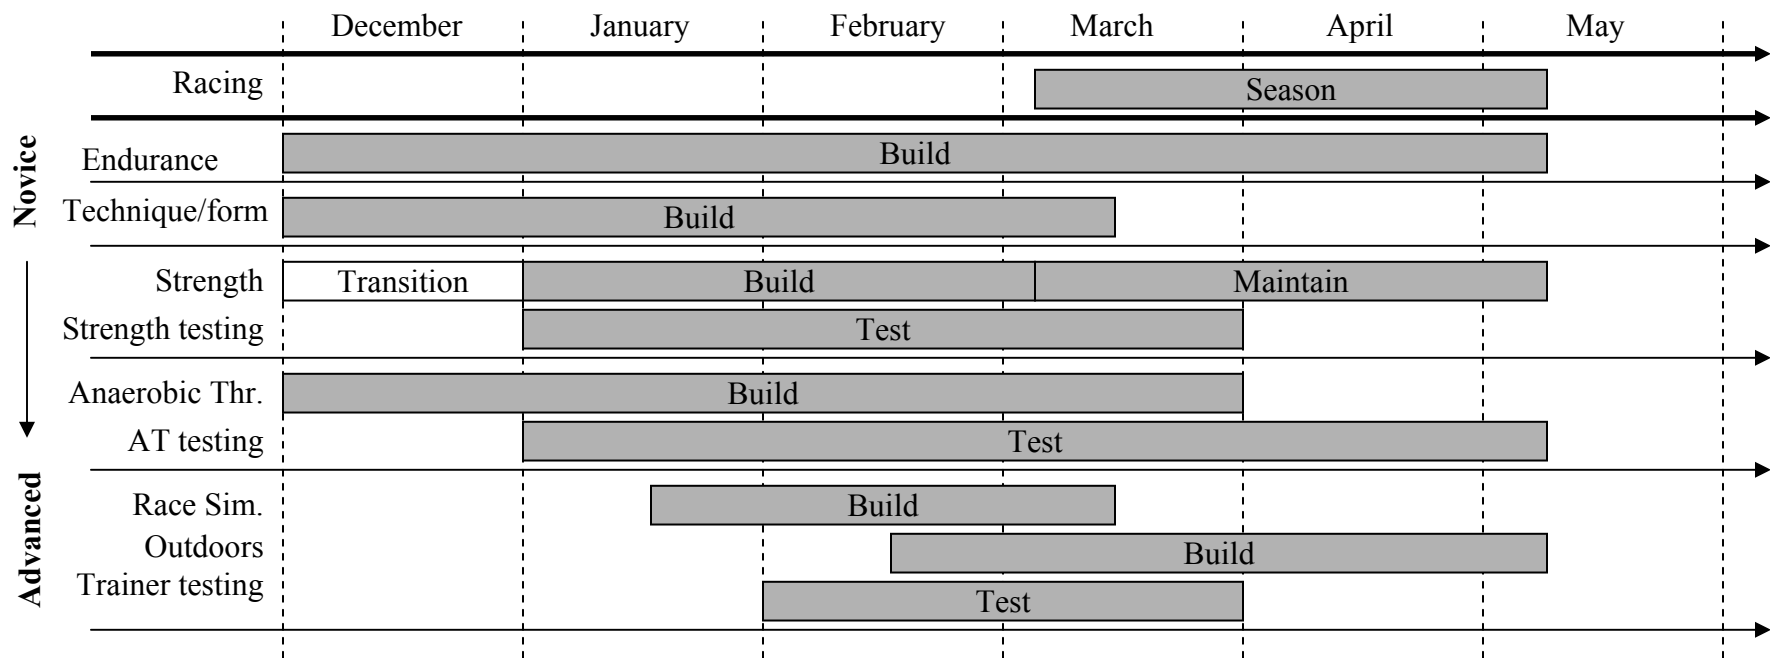 December January February March April May
Racing Season
Novice
Endurance Build
Technique/form Build
Strength Transition Build Maintain
Strength testing Test
Anaerobic Thr. Build
AT testing Test
Advanced
Race Sim. Build
Outdoors Build
Trainer testing Test